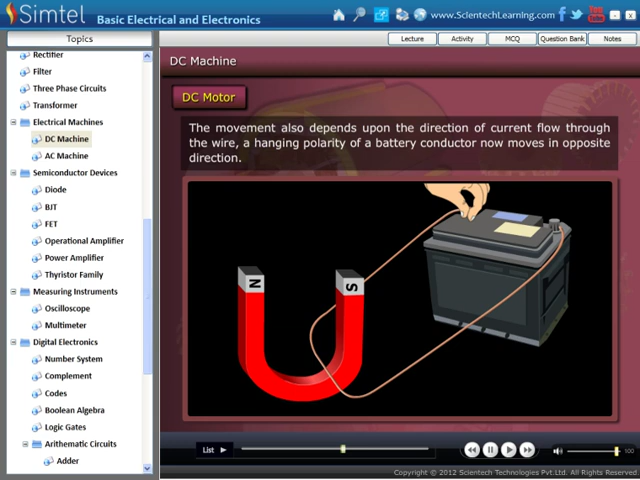 Simtel Basic Electrical and Electronics
www.ScientechLearning.com
You Tube
Topics
Lecture
Activity
MCQ
Question Bank
Notes
Rectifier
Filter
Three Phase Circuits
Transformer
Electrical Machines
DC Machine
AC Machine
Semiconductor Devices
Diode
BJT
FET
Operational Amplifier
Power Amplifier
Thyristor Family
Measuring Instruments
Oscilloscope
Multimeter
Digital Electronics
Number System
Complement
Codes
Boolean Algebra
Logic Gates
Arithmatic Circuits
Adder
DC Machine
DC Motor
The movement also depends upon the direction of current flow through
the wire, a hanging polarity of a battery conductor now moves in opposite
direction.
N
S
List
100
Copyright © 2012 Scientech Technologies Pvt.Ltd. All Rights Reserved.